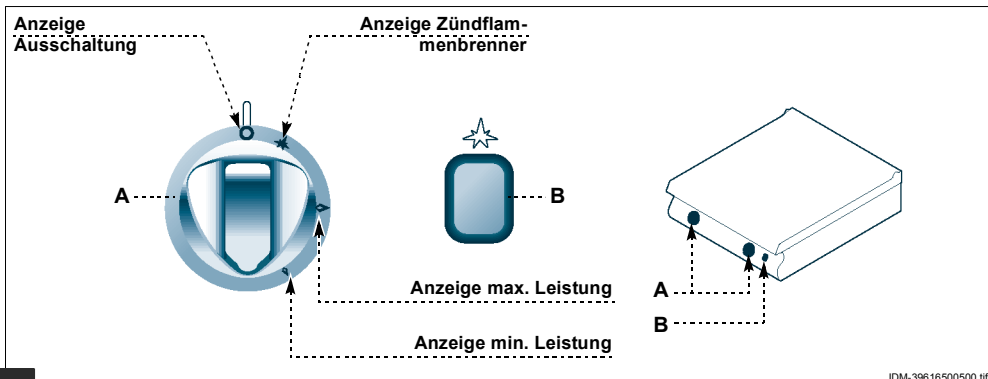 Anzeige
Ausschaltung
Anzeige Zündflam-
menbrenner
A
B
Anzeige max. Leistung
Anzeige min. Leistung
A
B
IDM-39616500500.tif